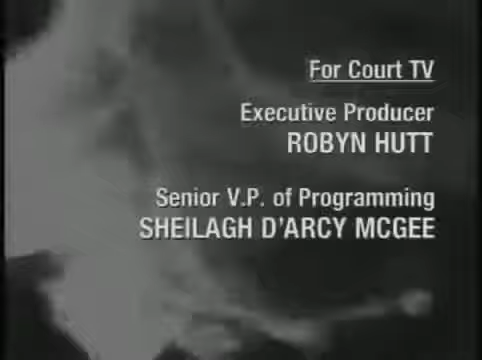 For Court TV
Executive Producer
ROBYN HUTT
Senior V.P. of Programming
SHEILAGH D'ARCY MCGEE